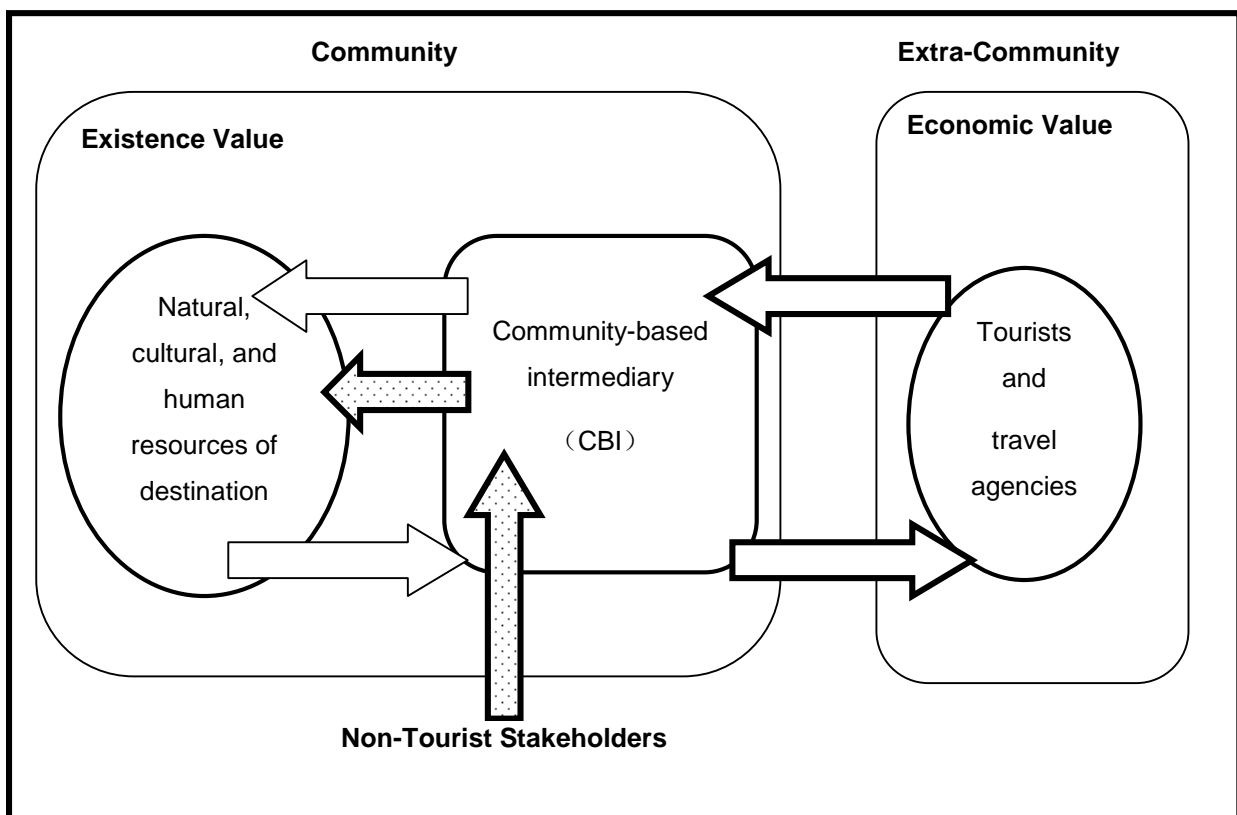 Community
Extra-Community
Existence Value
Economic Value
Natural,
cultural, and
human
resources of
destination
Community-based
intermediary
（CBI）
Tourists
and
travel
agencies
Non-Tourist Stakeholders